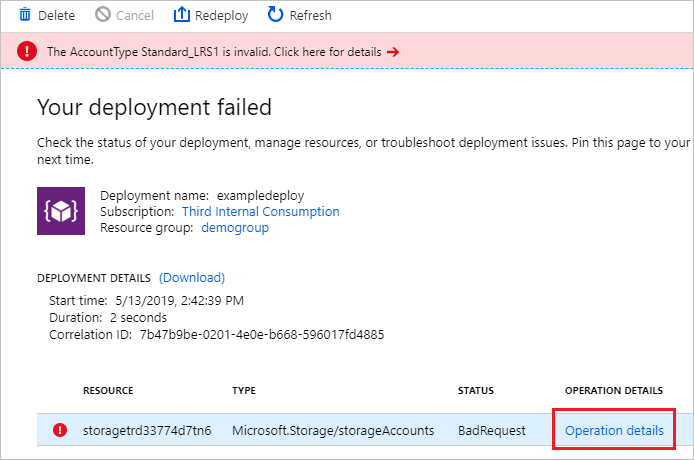 Delete Cancel Redeploy Refresh
The AccountType Standard_LRS1 is invalid. Click here for details
Your deployment failed
Check the status of your deployment, manage resources, or troubleshoot deployment issues. Pin this page to your
next time.
Deployment name: exampledeploy
Subscription: Third Internal Consumption
Resource group: demogroup
DEPLOYMENT DETAILS (Download)
Start time: 5/13/2019, 2:42:39 PM
Duration: 2 seconds
Correlation ID: 7b47b9be-0201-4e0e-b668-596017fd4885
RESOURCE TYPE STATUS OPERATION DETAILS
storagetrd33774d7tn6 Microsoft.Storage/storageAccounts BadRequest Operation details